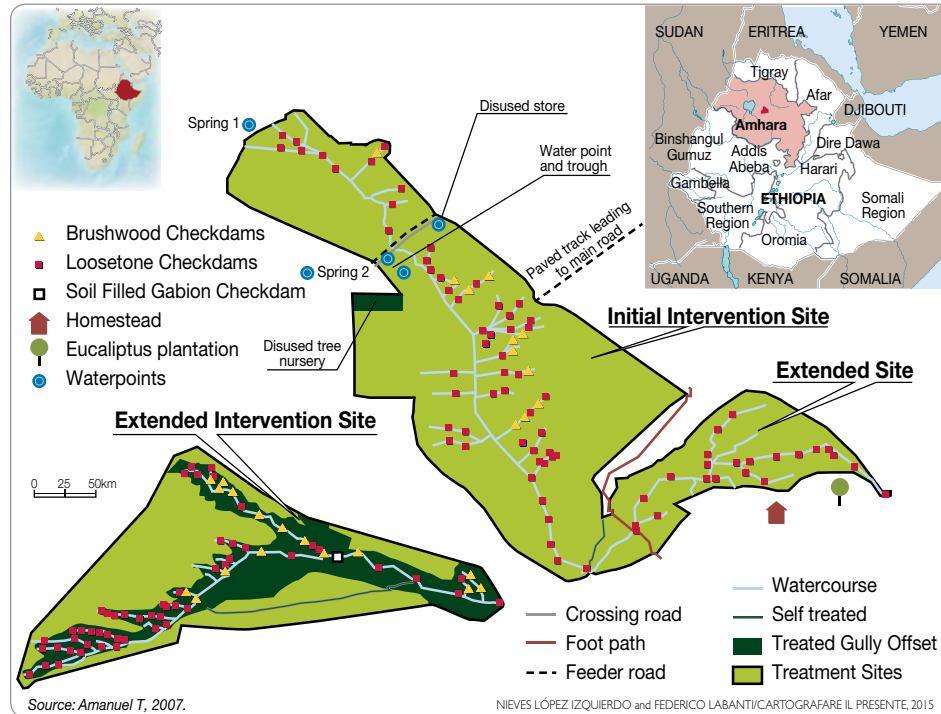 SUDAN
ERITREA
YEMEN
Tigray
Afar
DJIBOUTI
Amhara
Binshangul
Gumuz
Addis
Abeba
Dire Dawa
Harari
Gambella
ETHIOPIA
Somali
Region
Southern
Region
Oromia
UGANDA
KENYA
SOMALIA
Spring 1
Disused store
Water point
and trough
Spring 2
Paved track leading
to main road
Disused tree
nursery
Brushwood Checkdams
Loosetone Checkdams
Soil Filled Gabion Checkdam
Homestead
Eucaliptus plantation
Waterpoints
Initial Intervention Site
Extended Site
Extended Intervention Site
0 25 50km
Crossing road
Foot path
Feeder road
Watercourse
Self treated
Treated Gully Offset
Treatment Sites
Source: Amanuel T, 2007.
NIEVES LÓPEZ IZQUIERDO and FEDERICO LABANTI/CARTOGRAFARE IL PRESENTE, 2015